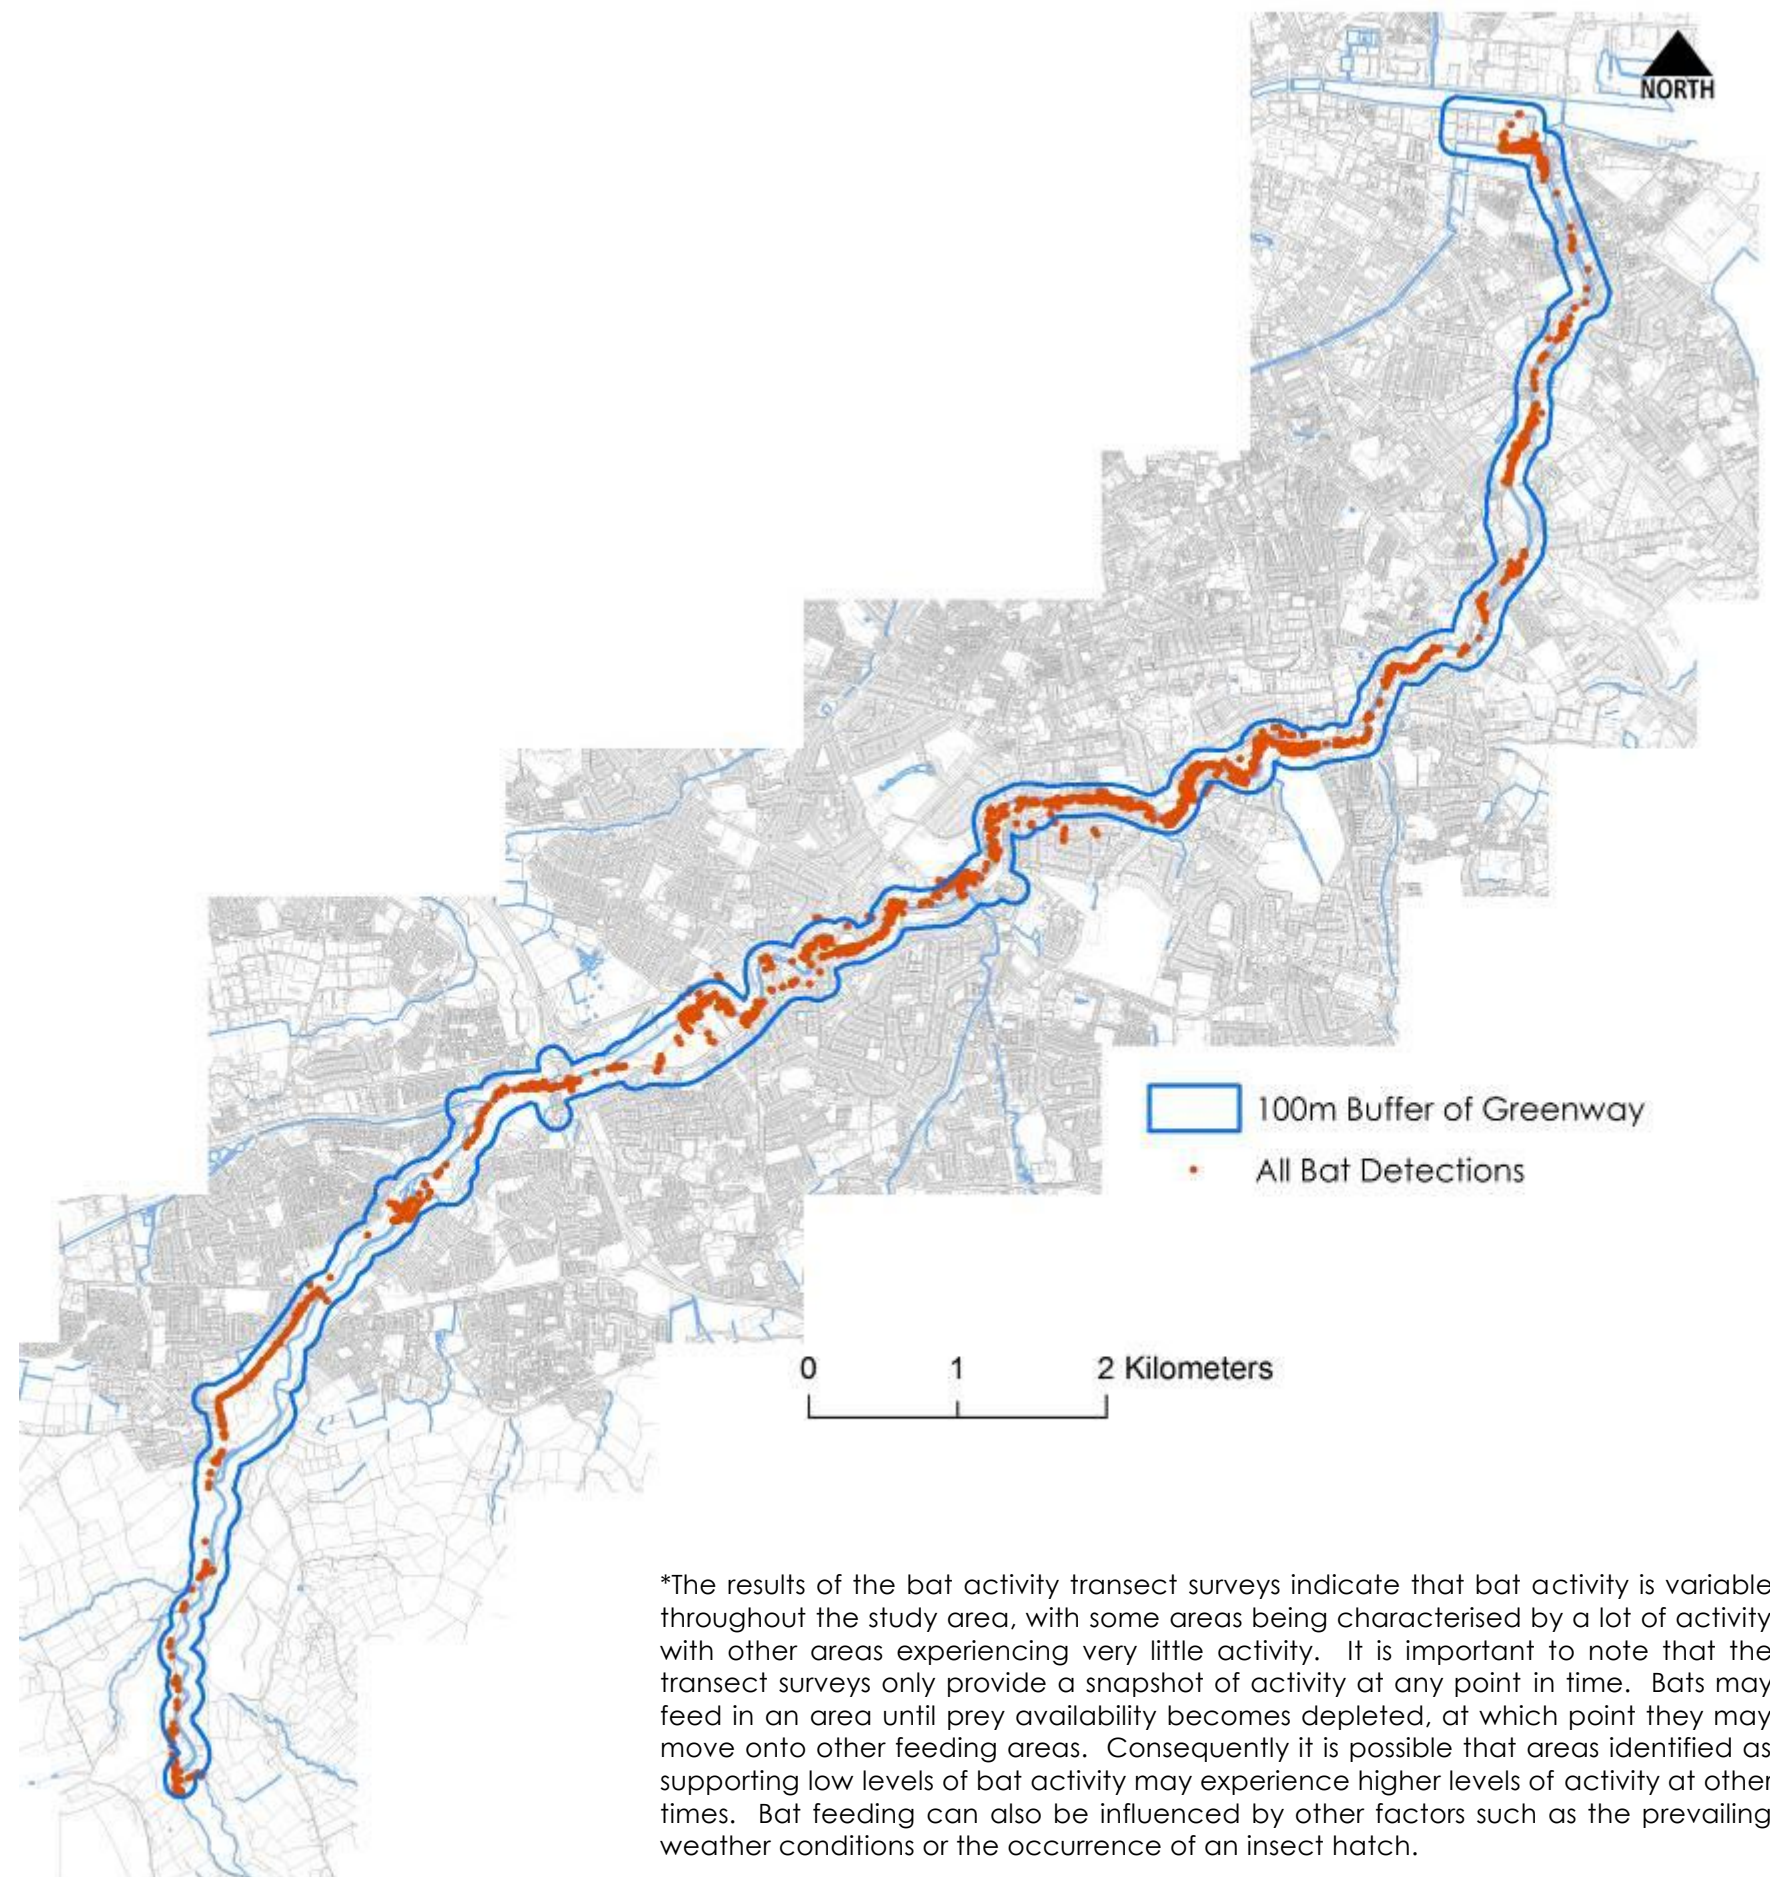 NORTH
100m Buffer of Greenway
All Bat Detections
0 1 2 Kilometers
*The results of the bat activity transect surveys indicate that bat activity is variable
throughout the study area, with some areas being characterised by a lot of activity
with other areas experiencing very little activity. It is important to note that the
transect surveys only provide a snapshot of activity at any point in time. Bats may
feed in an area until prey availability becomes depleted, at which point they may
move onto other feeding areas. Consequently it is possible that areas identified as
supporting low levels of bat activity may experience higher levels of activity at other
times. Bat feeding can also be influenced by other factors such as the prevailing
weather conditions or the occurrence of an insect hatch.